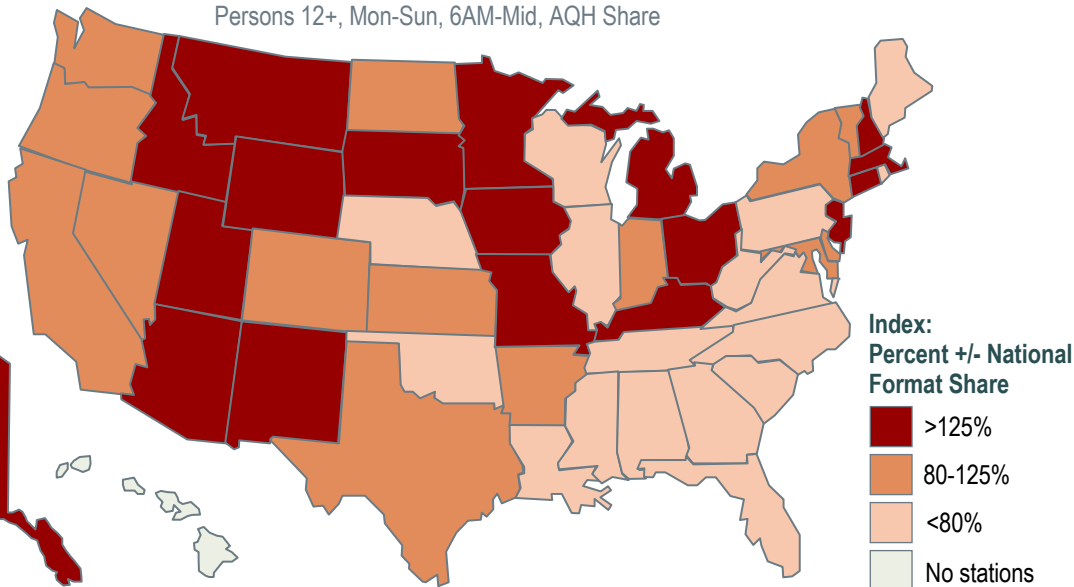 Persons 12+, Mon-Sun, 6AM-Mid, AQH Share
Index:
Percent +/- National
Format Share
>125%
80-125%
<80%
No stations